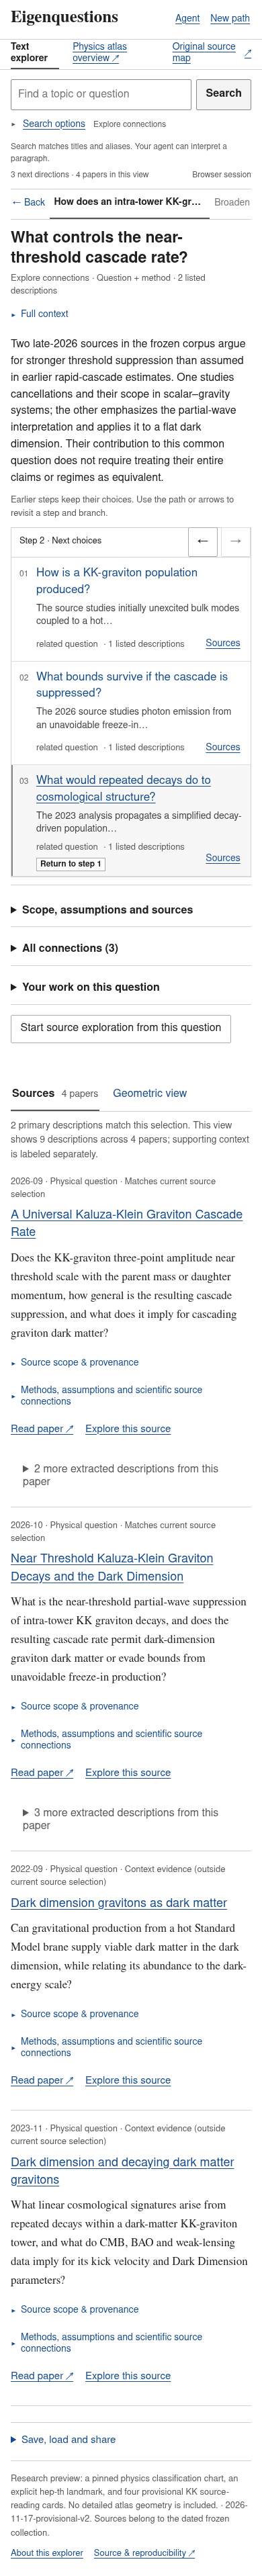 Eigenquestions
Agent New path
Text explorer
Physics atlas overview ↗
Original source map ↗
Find a topic or question
Search
▸ Search options Explore connections
Search matches titles and aliases. Your agent can interpret a
paragraph.
3 next directions · 4 papers in this view Browser session
← Back How does an intra-tower KK-gr… Broaden
What controls the near-
threshold cascade rate?
Explore connections · Question + method · 2 listed
descriptions
▸ Full context
Two late-2026 sources in the frozen corpus argue
for stronger threshold suppression than assumed
in earlier rapid-cascade estimates. One studies
cancellations and their scope in scalar–gravity
systems; the other emphasizes the partial-wave
interpretation and applies it to a flat dark
dimension. Their contribution to this common
question does not require treating their entire
claims or regimes as equivalent.
Earlier steps keep their choices. Use the path or arrows to
revisit a step and branch.
Step 2 · Next choices ← →
01 How is a KK-graviton population
produced?
The source studies initially unexcited bulk modes
coupled to a hot…
related question · 1 listed descriptions Sources
02 What bounds survive if the cascade is
suppressed?
The 2026 source studies photon emission from
an unavoidable freeze-in…
related question · 1 listed descriptions Sources
03 What would repeated decays do to
cosmological structure?
The 2023 analysis propagates a simplified decay-
driven population…
related question · 1 listed descriptions
Return to step 1 Sources
▶ Scope, assumptions and sources
▶ All connections (3)
▶ Your work on this question
Start source exploration from this question
Sources 4 papers Geometric view
2 primary descriptions match this selection. This view
shows 9 descriptions across 4 papers; supporting context
is labeled separately.
2026-09 · Physical question · Matches current source
selection
A Universal Kaluza-Klein Graviton Cascade
Rate
Does the KK-graviton three-point amplitude near
threshold scale with the parent mass or daughter
momentum, how general is the resulting cascade
suppression, and what does it imply for cascading
graviton dark matter?
▸ Source scope & provenance
▸ Methods, assumptions and scientific source
connections
Read paper ↗ Explore this source
▶ 2 more extracted descriptions from this
paper
2026-10 · Physical question · Matches current source
selection
Near Threshold Kaluza-Klein Graviton
Decays and the Dark Dimension
What is the near-threshold partial-wave suppression
of intra-tower KK graviton decays, and does the
resulting cascade rate permit dark-dimension
graviton dark matter or evade bounds from
unavoidable freeze-in production?
▸ Source scope & provenance
▸ Methods, assumptions and scientific source
connections
Read paper ↗ Explore this source
▶ 3 more extracted descriptions from this
paper
2022-09 · Physical question · Context evidence (outside
current source selection)
Dark dimension gravitons as dark matter
Can gravitational production from a hot Standard
Model brane supply viable dark matter in the dark
dimension, while relating its abundance to the dark-
energy scale?
▸ Source scope & provenance
▸ Methods, assumptions and scientific source
connections
Read paper ↗ Explore this source
2023-11 · Physical question · Context evidence (outside
current source selection)
Dark dimension and decaying dark matter
gravitons
What linear cosmological signatures arise from
repeated decays within a dark-matter KK-graviton
tower, and what do CMB, BAO and weak-lensing
data imply for its kick velocity and Dark Dimension
parameters?
▸ Source scope & provenance
▸ Methods, assumptions and scientific source
connections
Read paper ↗ Explore this source
▶ Save, load and share
Research preview: a pinned physics classification chart, an
explicit hep-th landmark, and four provisional KK source-
reading cards. No detailed atlas geometry is included. · 2026-
11-17-provisional-v2. Sources belong to the dated frozen
collection.
About this explorer Source & reproducibility ↗